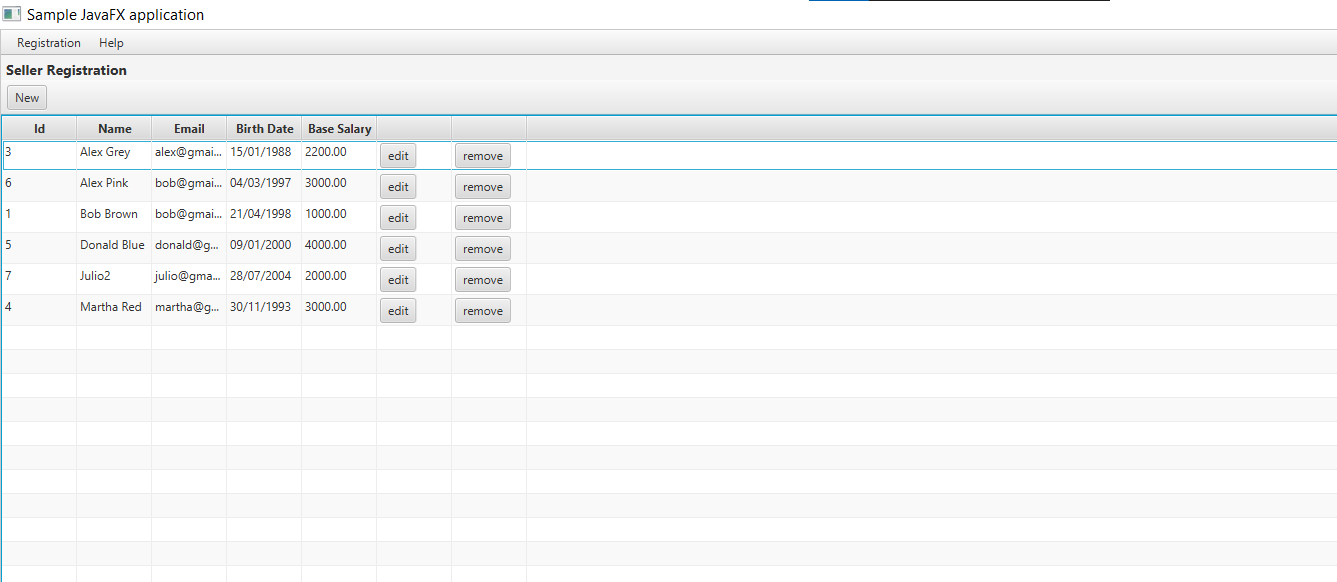 Sample JavaFX application
Registration Help
Seller Registration
New
Id Name Email Birth Date Base Salary
3 Alex Grey alex@gmai... 15/01/1988 2200.00 edit remove
6 Alex Pink bob@gmai... 04/03/1997 3000.00 edit remove
1 Bob Brown bob@gmai... 21/04/1998 1000.00 edit remove
5 Donald Blue donald@g... 09/01/2000 4000.00 edit remove
7 Julio2 julio@gma... 28/07/2004 2000.00 edit remove
4 Martha Red martha@g... 30/11/1993 3000.00 edit remove